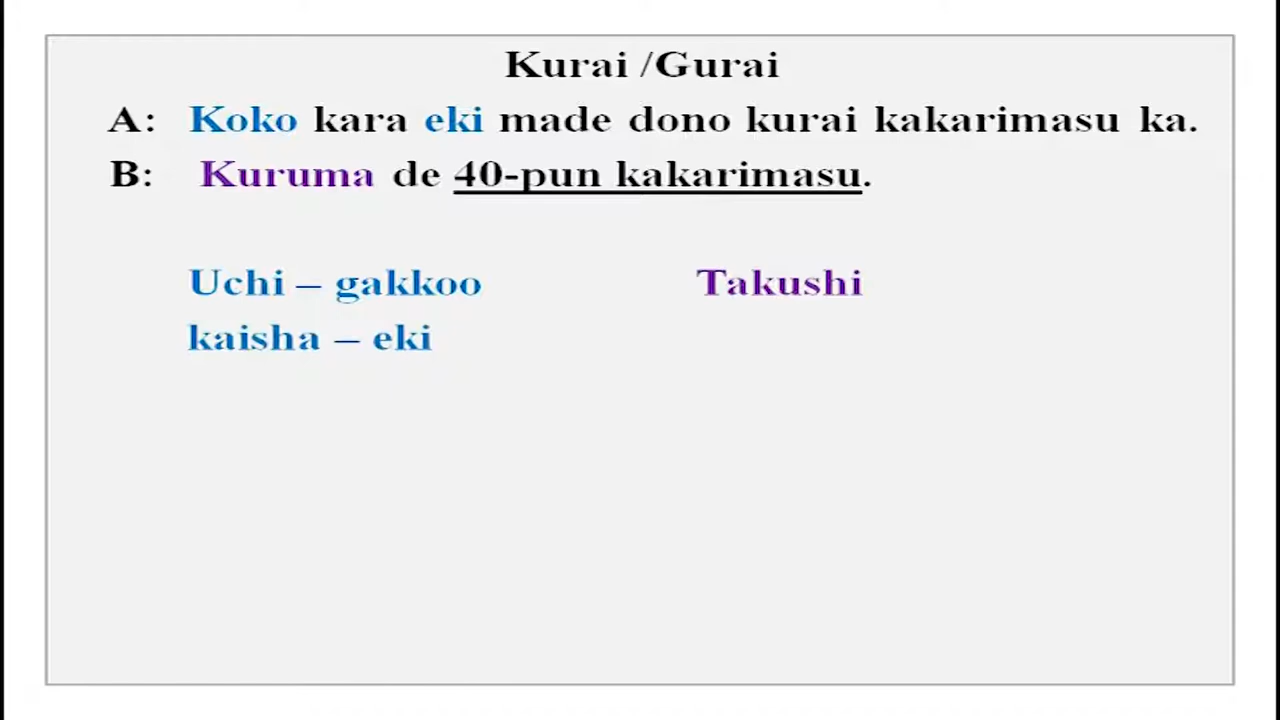 Kurai /Gurai
A: Koko kara eki made dono kurai kakarimasu ka.
B: Kuruma de 40-pun kakarimasu.
Uchi – gakkoo Takushi
kaisha – eki